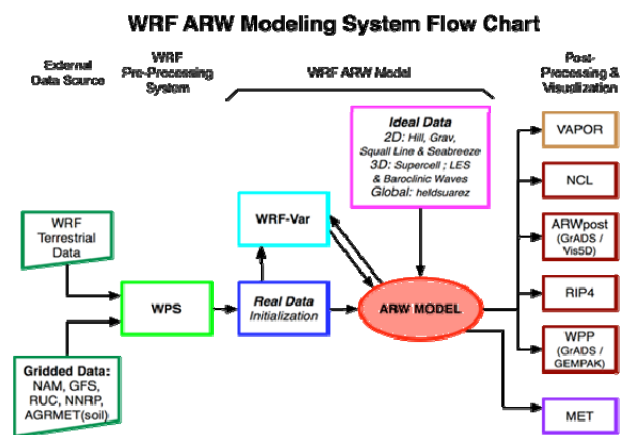 WRF ARW Modeling System Flow Chart
External
Data Source
WRF
Pre-Processing
System
WRF ARW Model
Post-
Processing &
Visualization
Ideal Data
2D: Hill, Grav,
Squall Line & Seabreeze
3D: Supercell ; LES
& Baroclinic Waves
Global: heldsuarez
VAPOR
NCL
WRF
Terrestrial
Data
WRF-Var
ARWpost
(GrADS /
Vis5D)
WPS
Real Data
Initialization
ARW MODEL
RIP4
WPP
(GrADS /
GEMPAK)
Gridded Data:
NAM, GFS,
RUC, NNRP,
AGRMET(soil)
MET